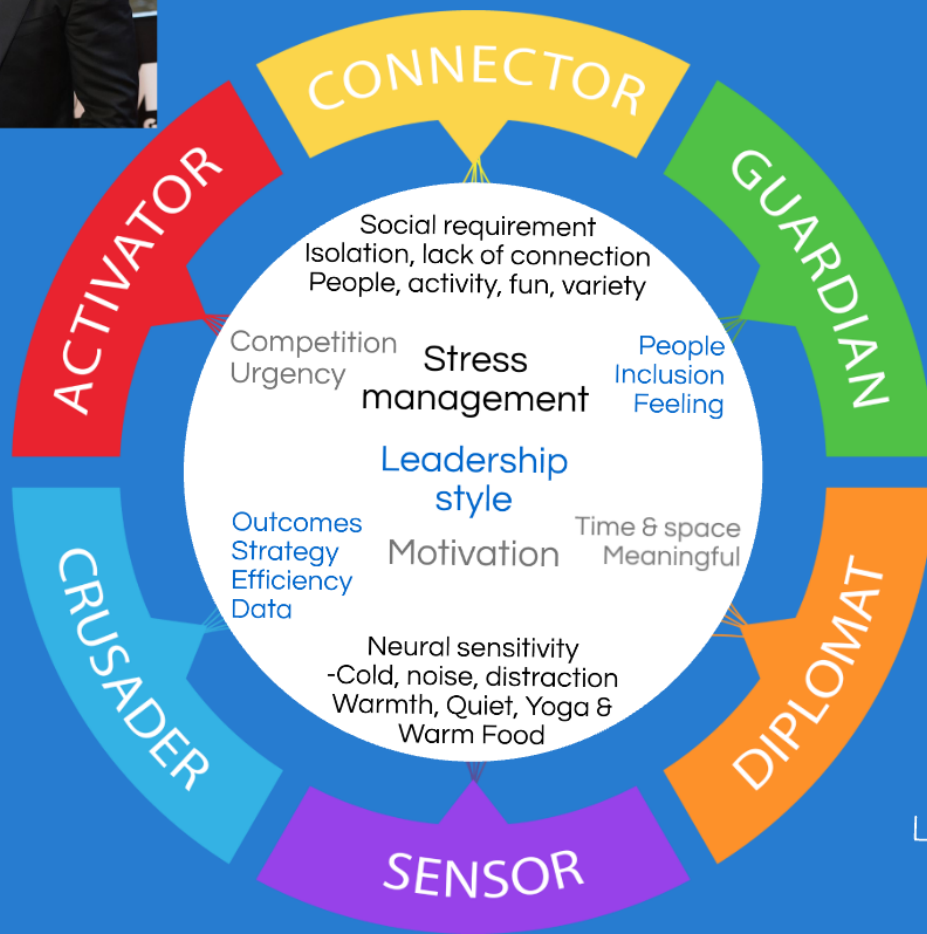 CONNECTOR
ACTIVATOR
GUARDIAN
Social requirement
Isolation, lack of connection
People, activity, fun, variety
Competition
Urgency
Stress
management
People
Inclusion
Feeling
Leadership
style
Outcomes
Strategy
Efficiency
Data
Motivation
Time & space
Meaningful
Neural sensitivity
-Cold, noise, distraction
Warmth, Quiet, Yoga &
Warm Food
CRUSADER
DIPLOMAT
SENSOR